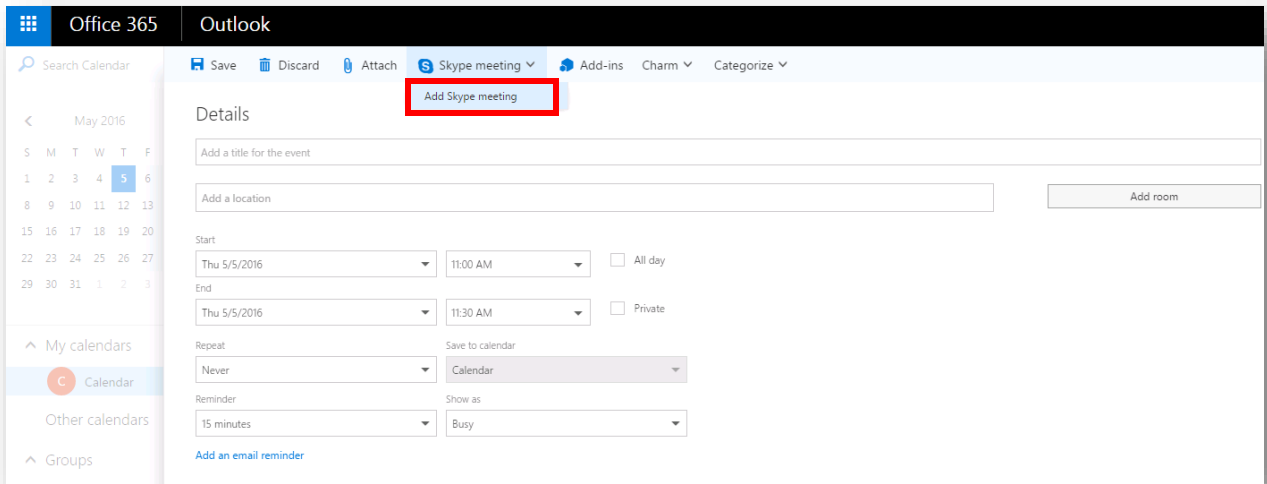 Office 365 Outlook
Search Calendar
Save Discard Attach Skype meeting Add-ins Charm Categorize
Add Skype meeting
May 2016
S M T W T F
1 2 3 4 5 6
8 9 10 11 12 13
15 16 17 18 19 20
22 23 24 25 26 27
29 30 31 1 2 3
My calendars
C Calendar
Other calendars
Groups
Details
Add a title for the event
Add a location
Add room
Start
Thu 5/5/2016 11:00 AM All day
End
Thu 5/5/2016 11:30 AM Private
Repeat Save to calendar
Never Calendar
Reminder Show as
15 minutes Busy
Add an email reminder